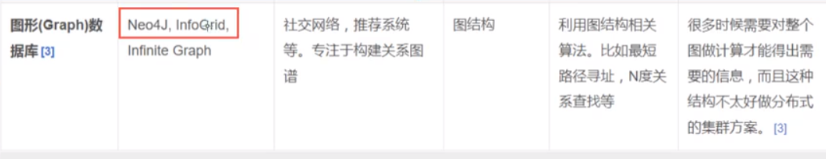 图形(Graph)数
据库 [3]
Neo4J, InfoGrid,
Infinite Graph
社交网络，推荐系统
等。专注于构建关系图
谱
图结构
利用图结构相关
算法。比如最短
路径寻址，N度关
系查找等
很多时候需要对整个
图做计算才能得出需
要的信息，而且这种
结构不太好做分布式
的集群方案。 [3]